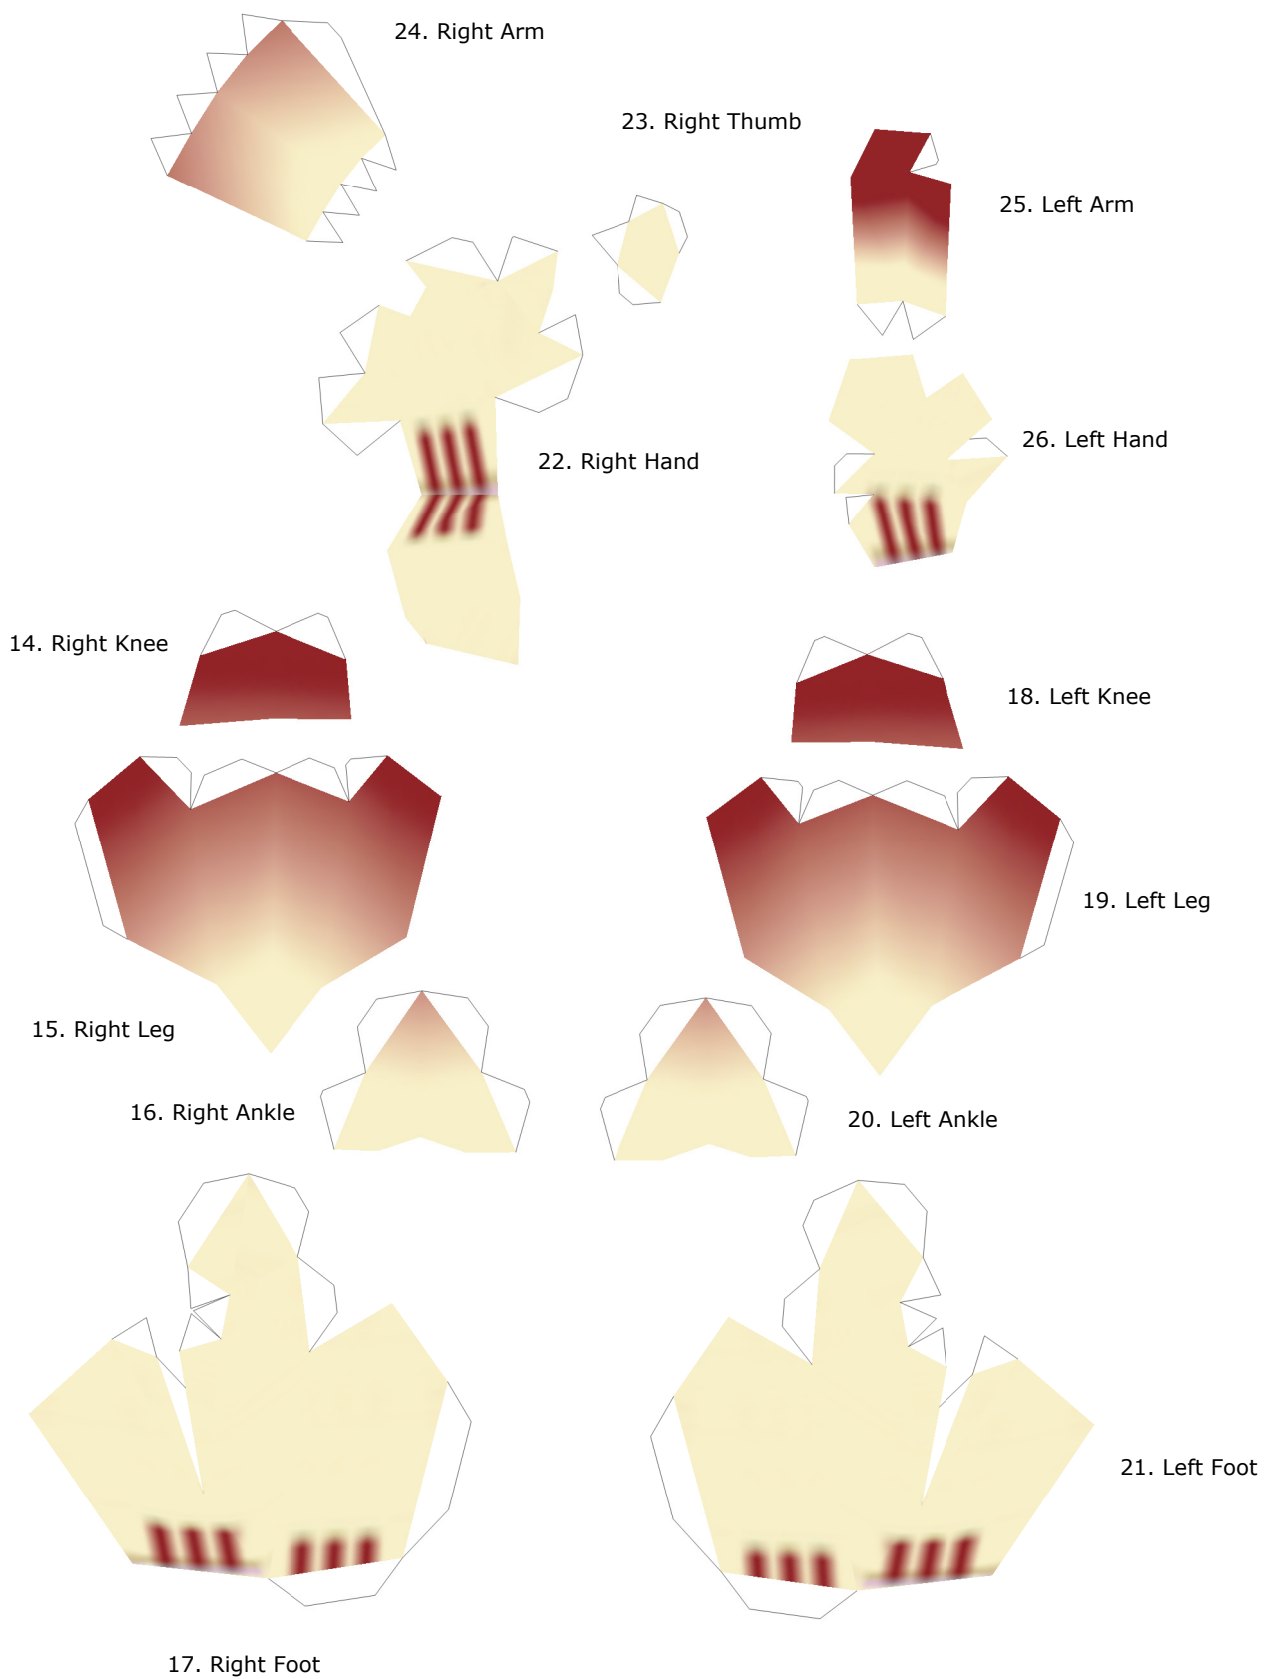 24. Right Arm
23. Right Thumb
25. Left Arm
26. Left Hand
22. Right Hand
14. Right Knee
18. Left Knee
19. Left Leg
15. Right Leg
16. Right Ankle
20. Left Ankle
21. Left Foot
17. Right Foot